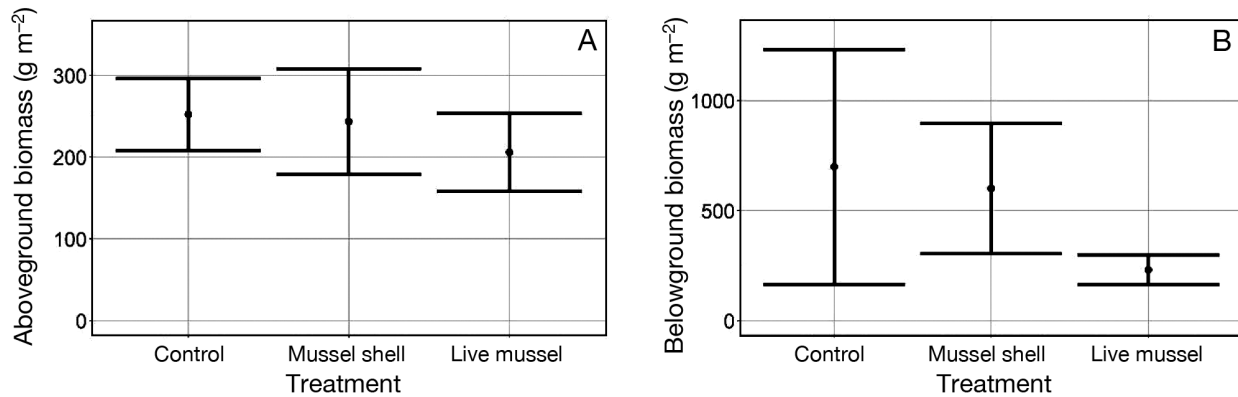 A
Aboveground biomass (g m⁻²)
300
200
100
0
Control Mussel shell Live mussel
Treatment
B
Belowground biomass (g m⁻²)
1000
500
0
Control Mussel shell Live mussel
Treatment